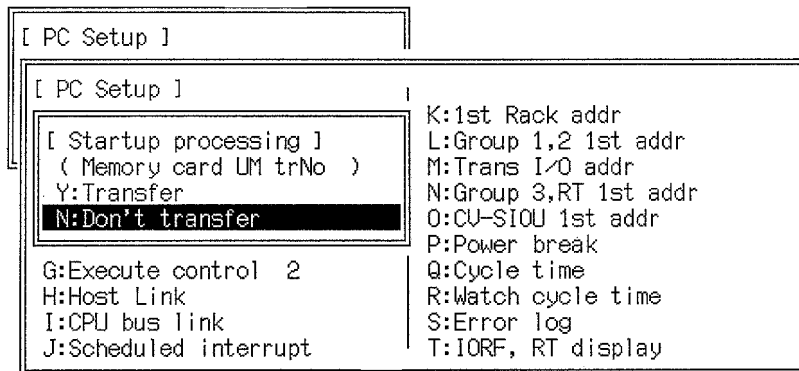 [ PC Setup ]
[ PC Setup ]
[ Startup processing ]
( Memory card UM trNo )
Y:Transfer
N:Don't transfer
G:Execute control 2
H:Host Link
I:CPU bus link
J:Scheduled interrupt
K:1st Rack addr
L:Group 1,2 1st addr
M:Trans I/O addr
N:Group 3,RT 1st addr
O:CV-SIOU 1st addr
P:Power break
Q:Cycle time
R:Watch cycle time
S:Error log
T:IORF, RT display